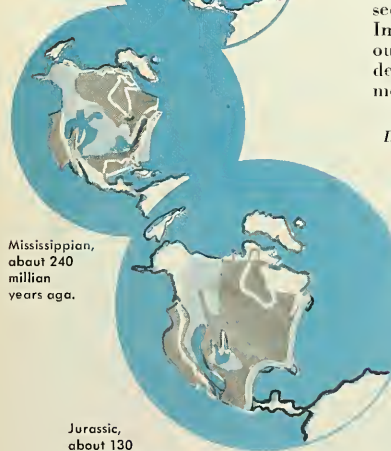 Mississippian,
about 240
million
years ago.
Jurassic,
about 130